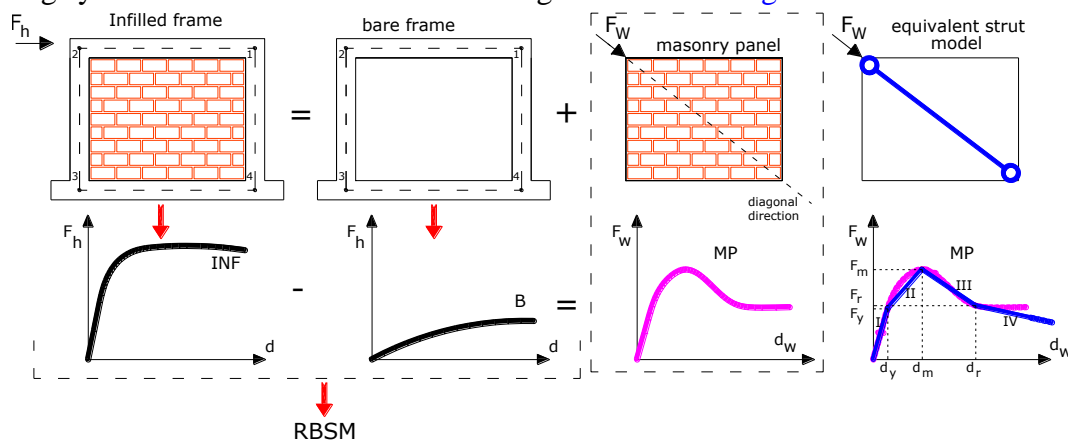 Infilled frame
bare frame
masonry panel
equivalent strut
model
F_h
F_W
F_W
2
1
3
4
2
1
3
4
=
+
diagonal
direction
F_h
INF
d
-
F_h
B
d
=
F_w
MP
d_w
F_w
MP
F_m
F_r
F_y
I
II
III
IV
d_y
d_m
d_r
d_w
RBSM